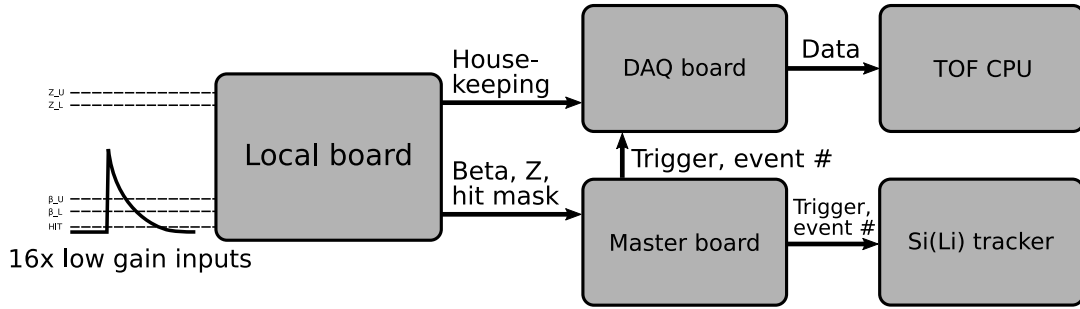 Z_U
Z_L
β_U
β_L
HIT
16x low gain inputs
Local board
House-
keeping
Beta, Z,
hit mask
DAQ board
Data
TOF CPU
Trigger, event #
Master board
Trigger,
event #
Si(Li) tracker